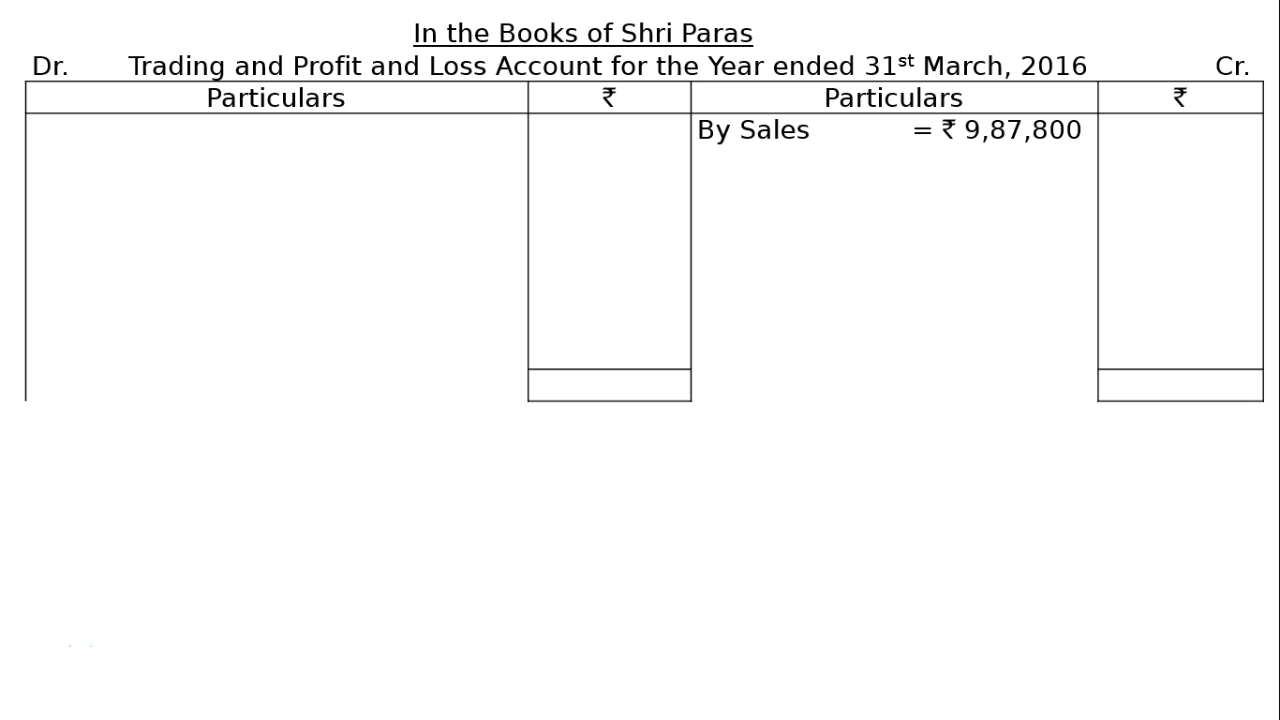 In the Books of Shri Paras
Dr. Trading and Profit and Loss Account for the Year ended 31st March, 2016 Cr.
Particulars ₹ Particulars ₹
By Sales = ₹ 9,87,800